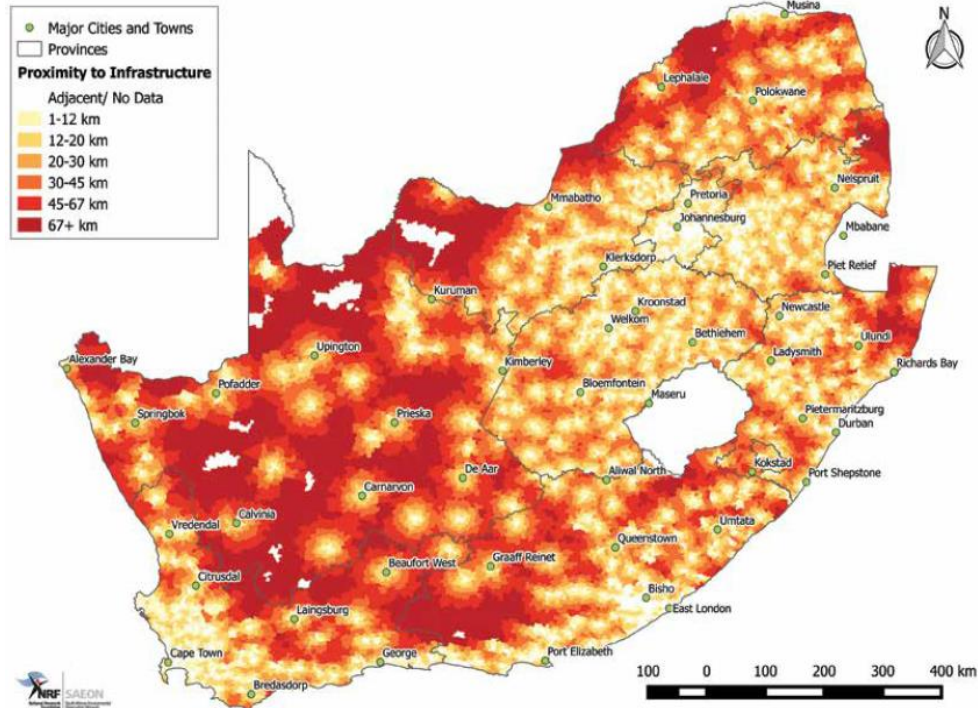 Major Cities and Towns
Provinces
Proximity to Infrastructure
Adjacent/ No Data
1-12 km
12-20 km
20-30 km
30-45 km
45-67 km
67+ km
N
Musina
Lephalale
Polokwane
Nelspruit
Mmabatho
Pretoria
Johannesburg
Mbabane
Klerksdorp
Piet Retief
Kuruman
Kroonstad
Newcastle
Welkom
Bethlehem
Ulundi
Upington
Alexander Bay
Kimberley
Ladysmith
Richards Bay
Pofadder
Bloemfontein
Maseru
Springbok
Prieska
Pietermaritzburg
Durban
De Aar
Aliwal North
Kokstad
Port Shepstone
Carnarvon
Calvinia
Vredendal
Umtata
Queenstown
Beaufort West
Graaff Reinet
Citrusdal
Bisho
East London
Laingsburg
Cape Town
George
Port Elizabeth
Bredasdorp
100 0 100 200 300 400 km
NRF SAEON